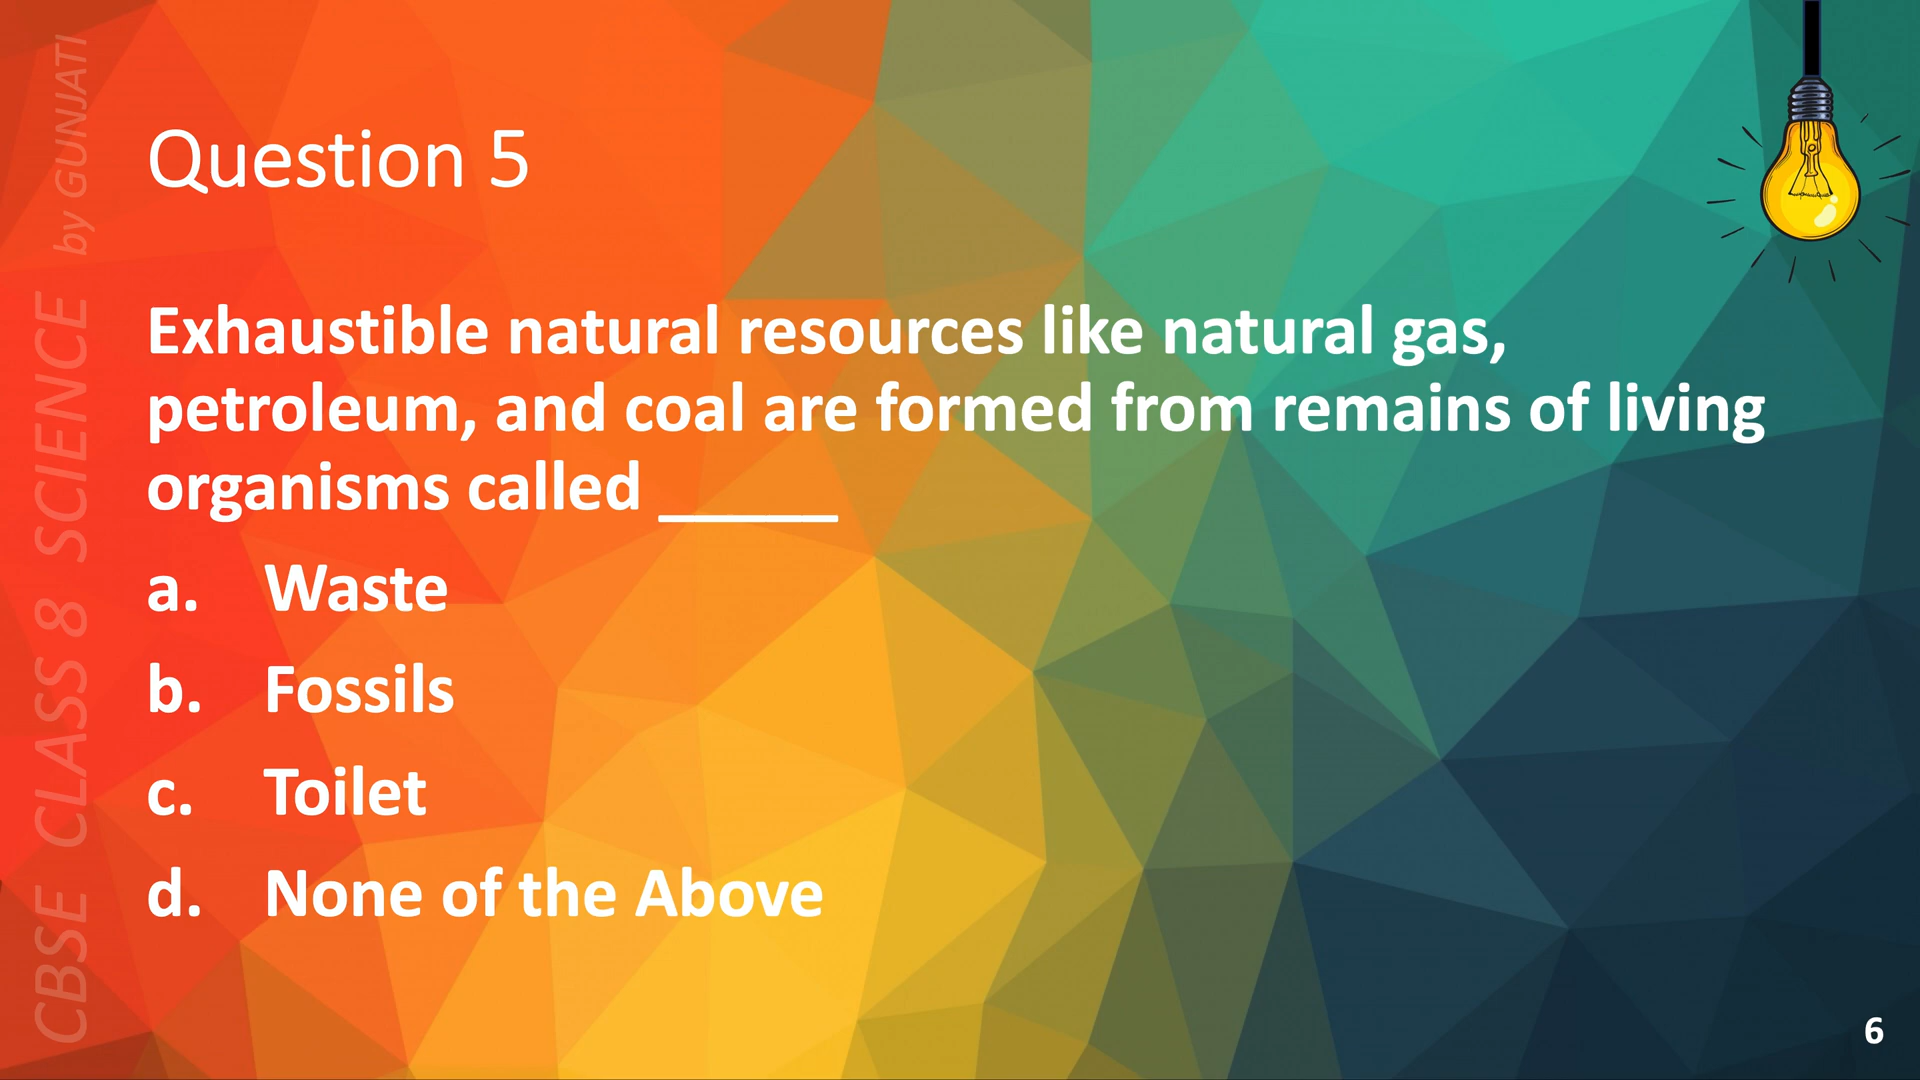 CBSE CLASS 8 SCIENCE by GUNJATI
Question 5
Exhaustible natural resources like natural gas,
petroleum, and coal are formed from remains of living
organisms called _____
a. Waste
b. Fossils
c. Toilet
d. None of the Above
6